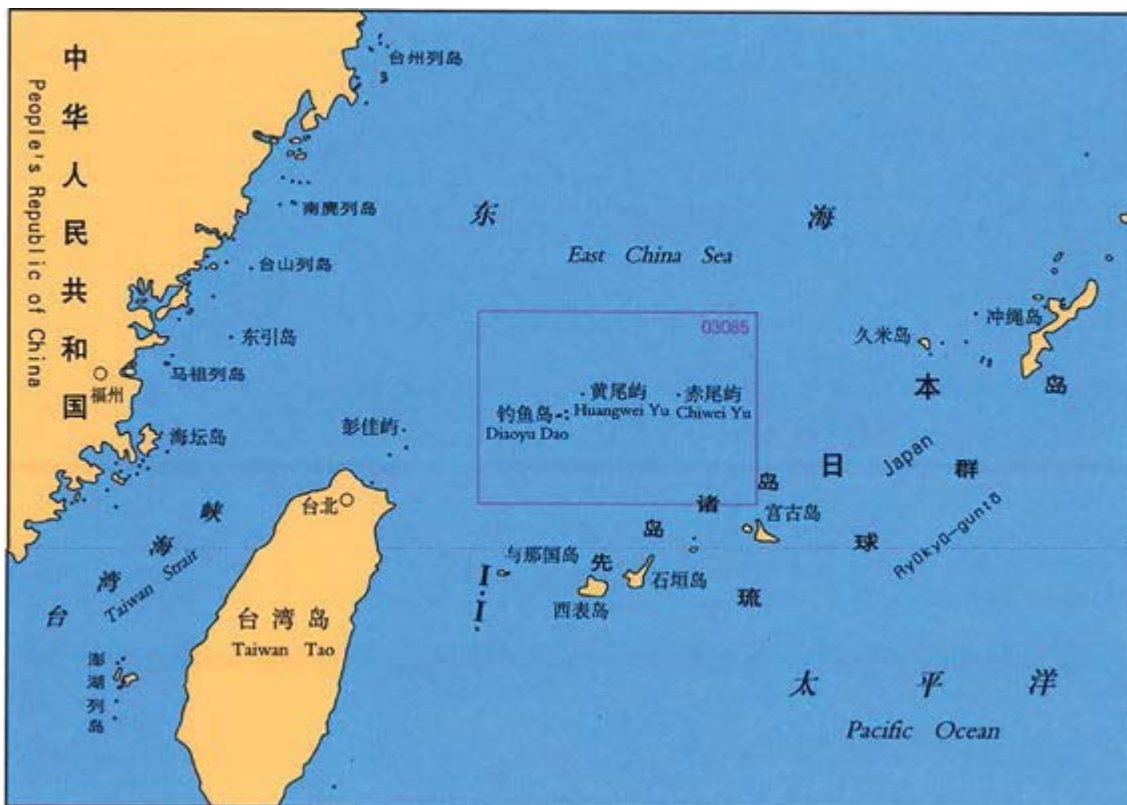 中华人民共和国
People's Republic of China
台州列岛
南麂列岛
东海
East China Sea
台山列岛
03085
冲绳岛
久米岛
东引岛
马祖列岛
福州
黄尾屿
Huangwei Yu
赤尾屿
Chiwei Yu
钓鱼岛
Diaoyu Dao
彭佳屿
海坛岛
日本
Japan
琉球群岛
Ryūkyū-guntō
台北
先岛诸岛
宫古岛
与那国岛
石垣岛
西表岛
台湾海峡
Taiwan Strait
台湾岛
Taiwan Tao
澎湖列岛
太平洋
Pacific Ocean